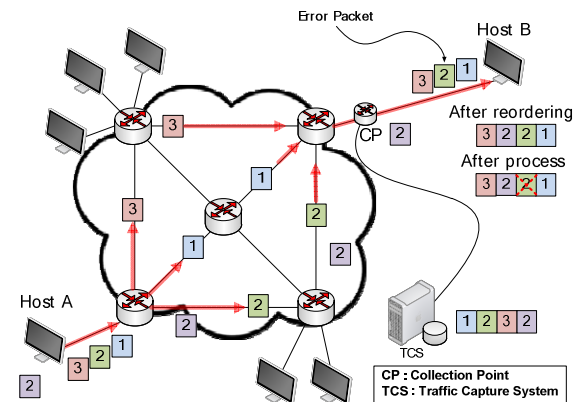 Error Packet
Host B
3 2 1
CP
2
After reordering
3 2 2 1
After process
3 2 2 1
3
1
3
2
1
2
2
2
Host A
3 2 1
2
1 2 3 2
TCS
CP : Collection Point
TCS : Traffic Capture System